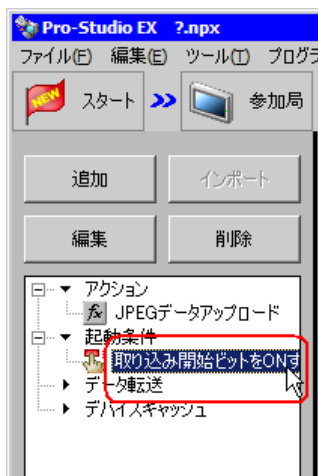 Pro-Studio EX ?.npx
ファイル(F) 編集(E) ツール(T) プログラ
NEW スタート >> 参加局
追加 インポート
編集 削除
アクション
fx JPEGデータアップロード
起動条件
取り込み開始ビットをONす
データ転送
デバイスキャッシュ